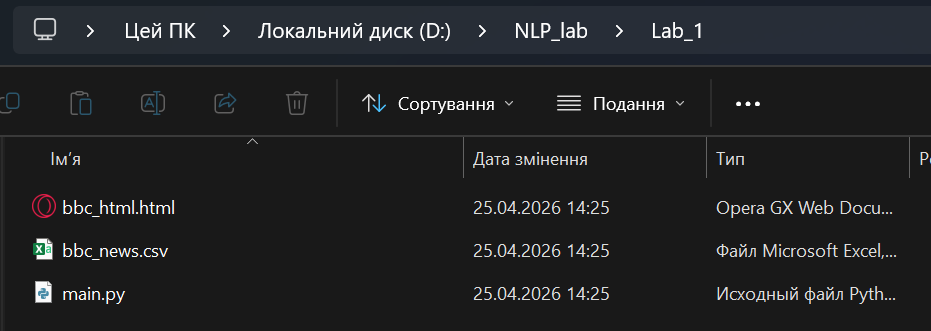 Цей ПК > Локальний диск (D:) > NLP_lab > Lab_1
Сортування Подання
Ім’я Дата змінення Тип
bbc_html.html 25.04.2026 14:25 Opera GX Web Docu...
bbc_news.csv 25.04.2026 14:25 Файл Microsoft Excel,...
main.py 25.04.2026 14:25 Исходный файл Pyth...